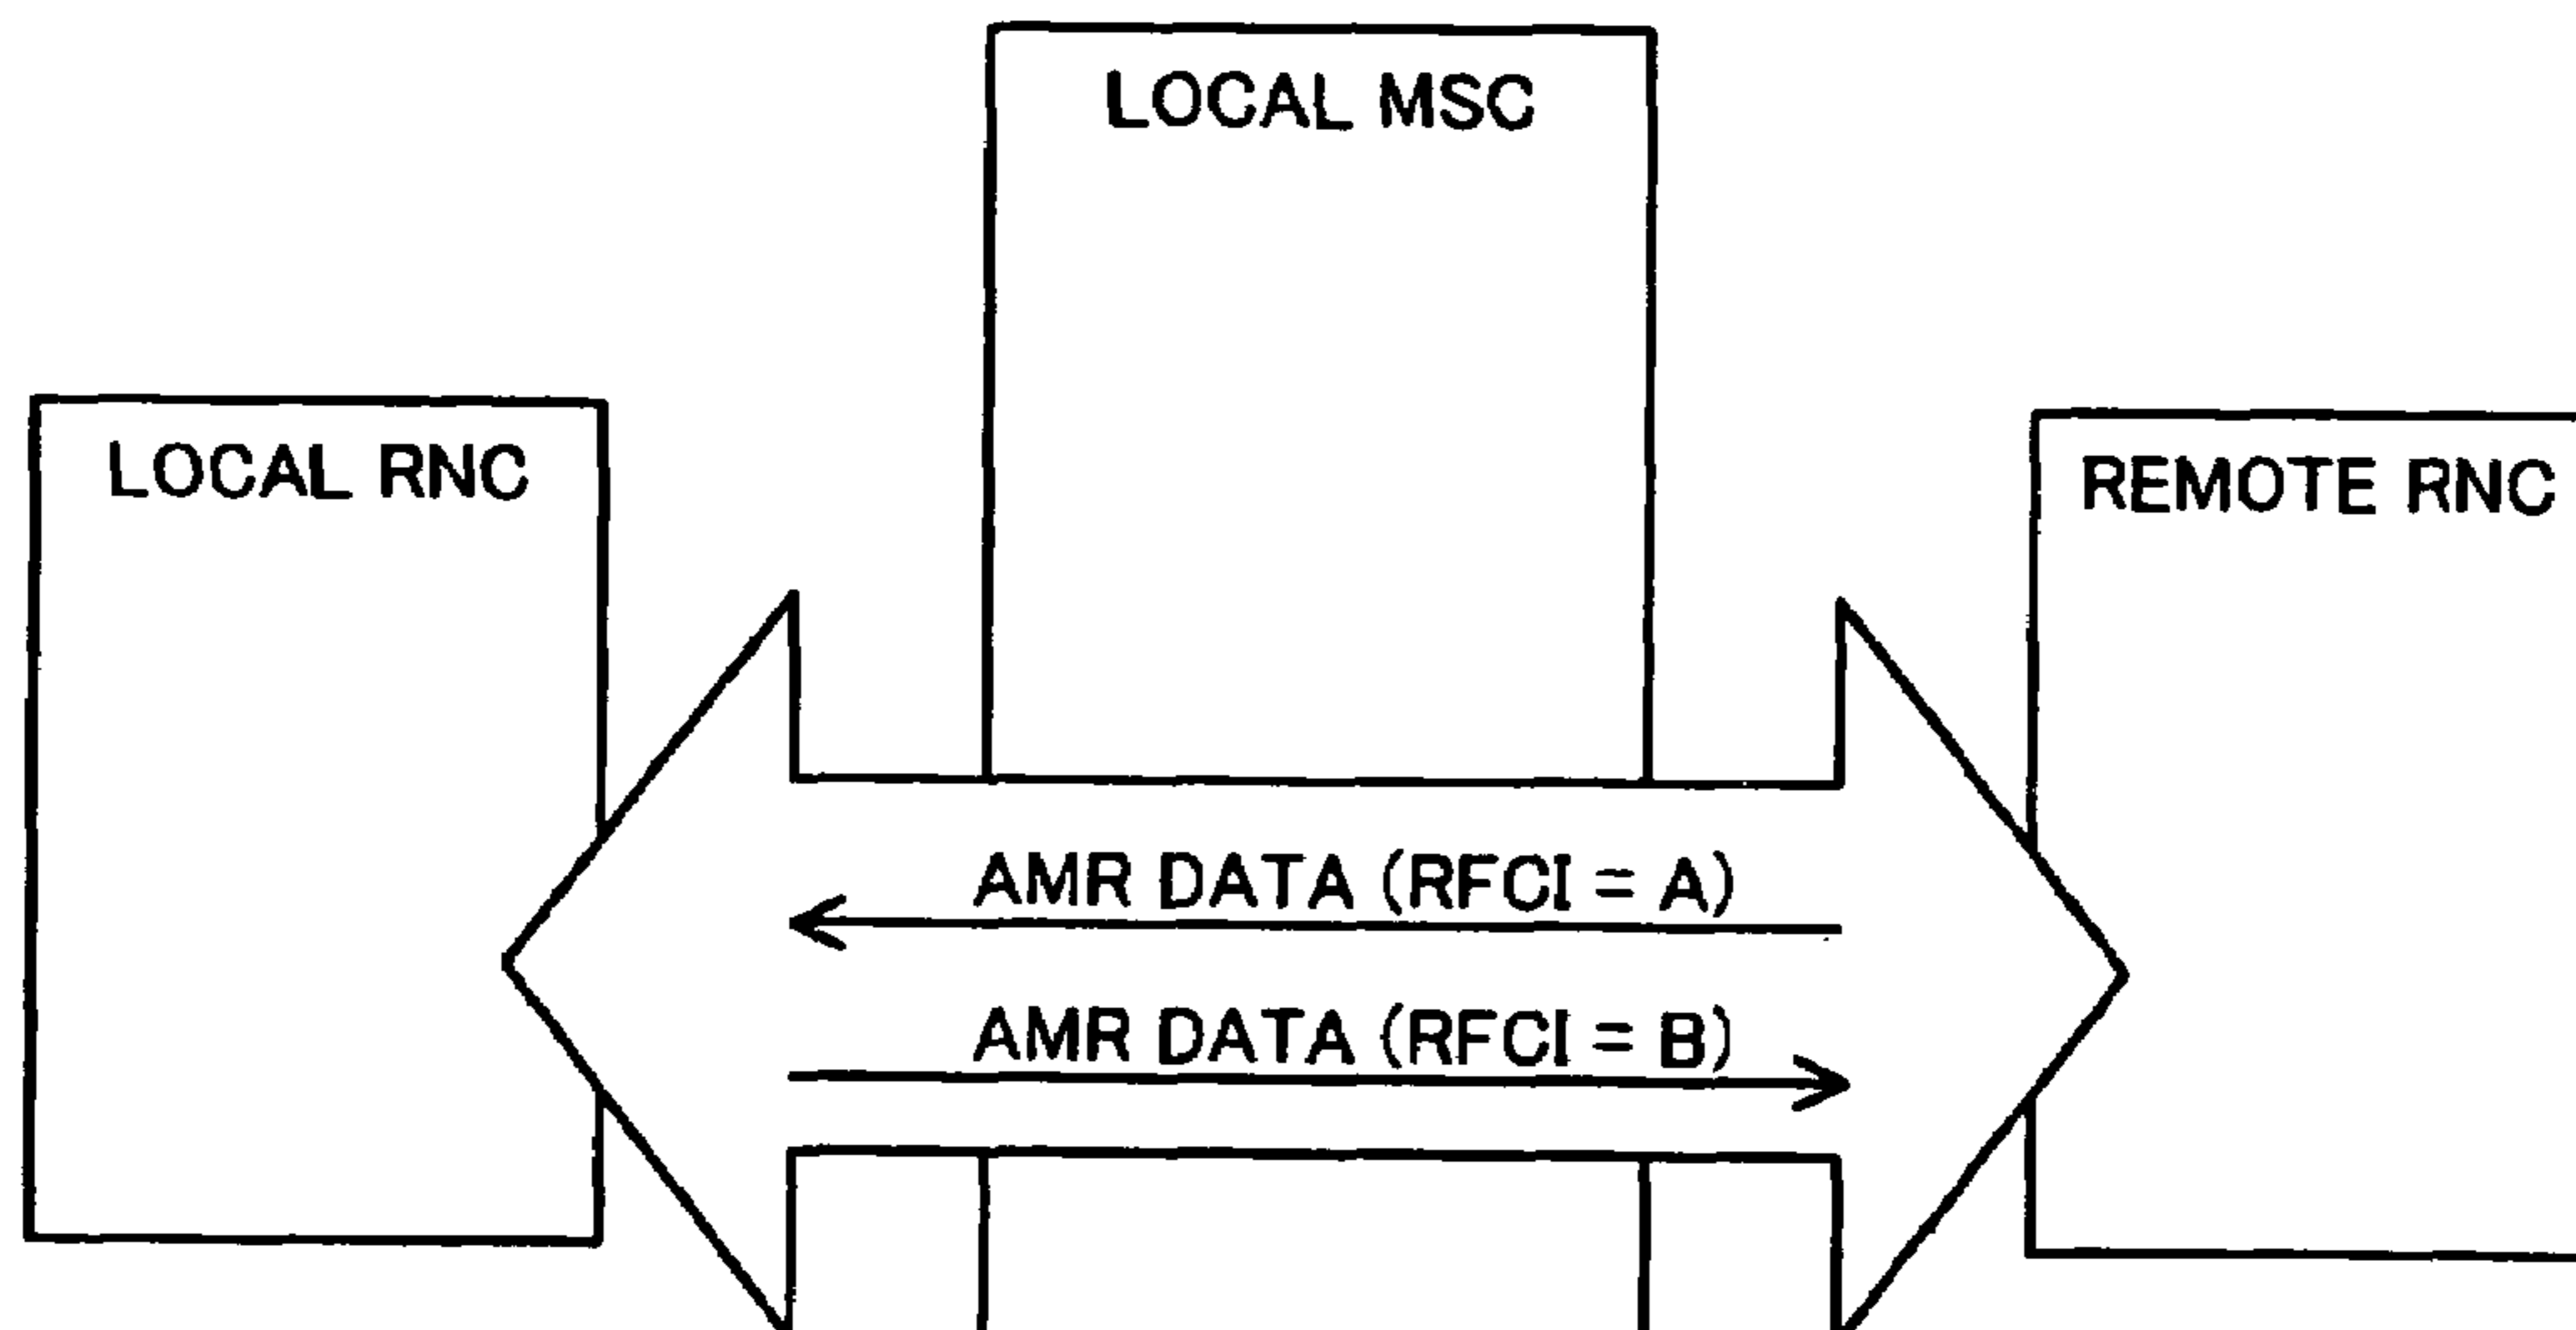 LOCAL MSC
LOCAL RNC
REMOTE RNC
AMR DATA (RFCI = A)
AMR DATA (RFCI = B)